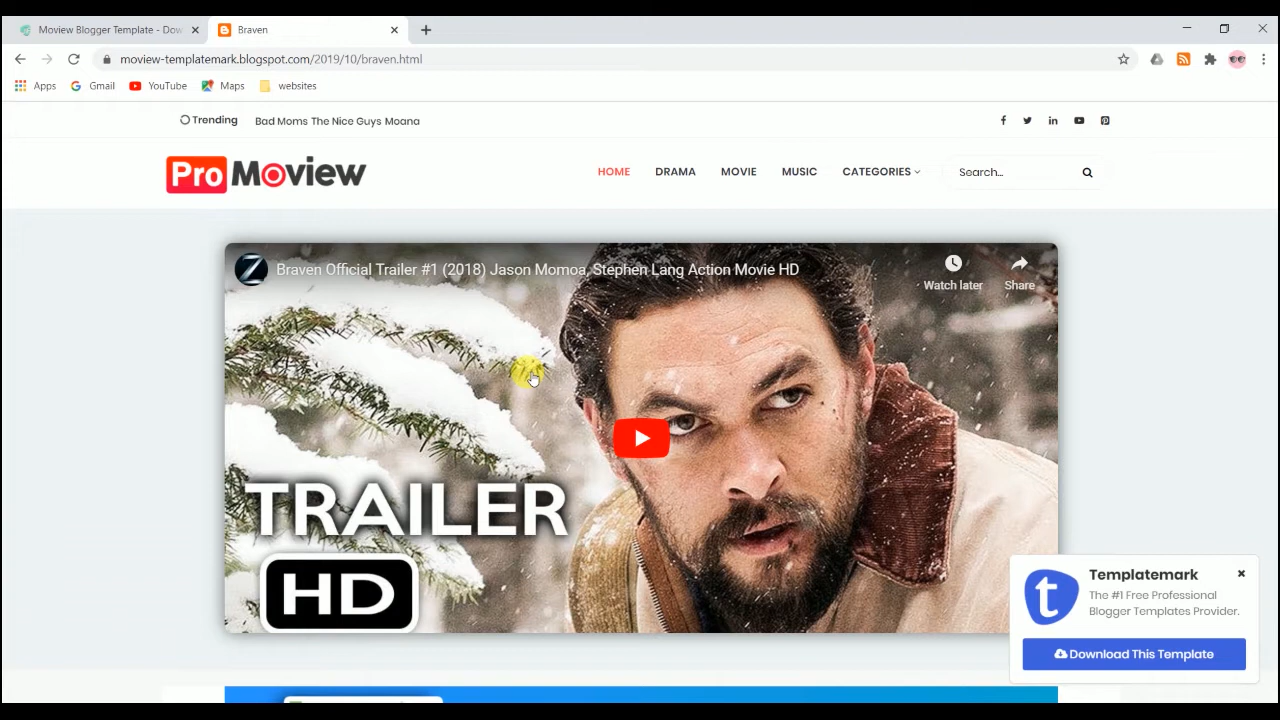 Moview Blogger Template - Dow
Braven
moview-templatemark.blogspot.com/2019/10/braven.html
Apps
Gmail
YouTube
Maps
websites
Trending
Bad Moms The Nice Guys Moana
Pro Moview
HOME
DRAMA
MOVIE
MUSIC
CATEGORIES
Search...
Braven Official Trailer #1 (2018) Jason Momoa, Stephen Lang Action Movie HD
Watch later
Share
TRAILER
HD
Templatemark
The #1 Free Professional
Blogger Templates Provider.
Download This Template